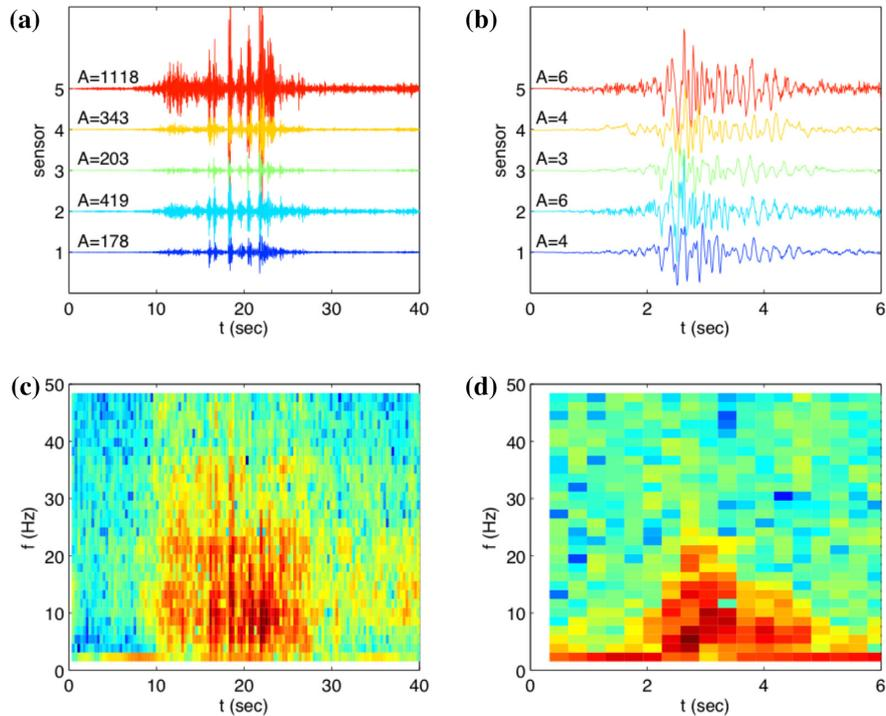 (a)
sensor
5
4
3
2
1
A=1118
A=343
A=203
A=419
A=178
0 10 20 30 40
t (sec)
(b)
sensor
5
4
3
2
1
A=6
A=4
A=3
A=6
A=4
0 2 4 6
t (sec)
(c)
f (Hz)
50
40
30
20
10
0
0 10 20 30 40
t (sec)
(d)
f (Hz)
50
40
30
20
10
0
0 2 4 6
t (sec)